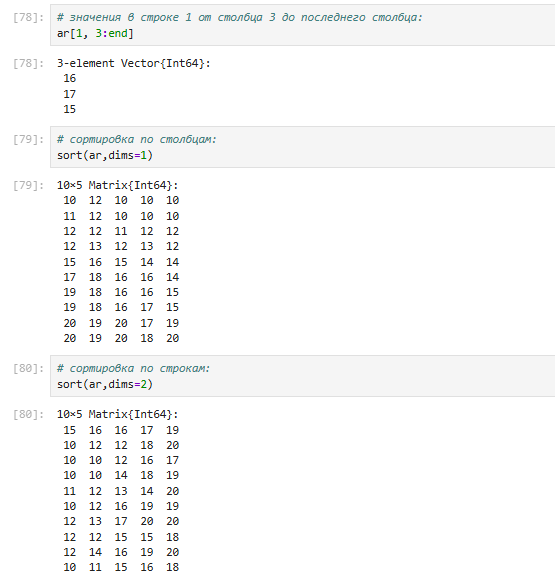 [78]: # значения в строке 1 от столбца 3 до последнего столбца:
ar[1, 3:end]
[78]: 3-element Vector{Int64}:
16
17
15
[79]: # сортировка по столбцам:
sort(ar,dims=1)
[79]: 10×5 Matrix{Int64}:
10 12 10 10 10
11 12 10 10 10
12 12 11 12 12
12 13 12 13 12
15 16 15 14 14
17 18 16 16 14
19 18 16 16 15
19 18 16 17 15
20 19 20 17 19
20 19 20 18 20
[80]: # сортировка по строкам:
sort(ar,dims=2)
[80]: 10×5 Matrix{Int64}:
15 16 16 17 19
10 12 12 18 20
10 10 12 16 17
10 10 14 18 19
11 12 13 14 20
10 12 16 19 19
12 13 17 20 20
12 12 15 15 18
12 14 16 19 20
10 11 15 16 18